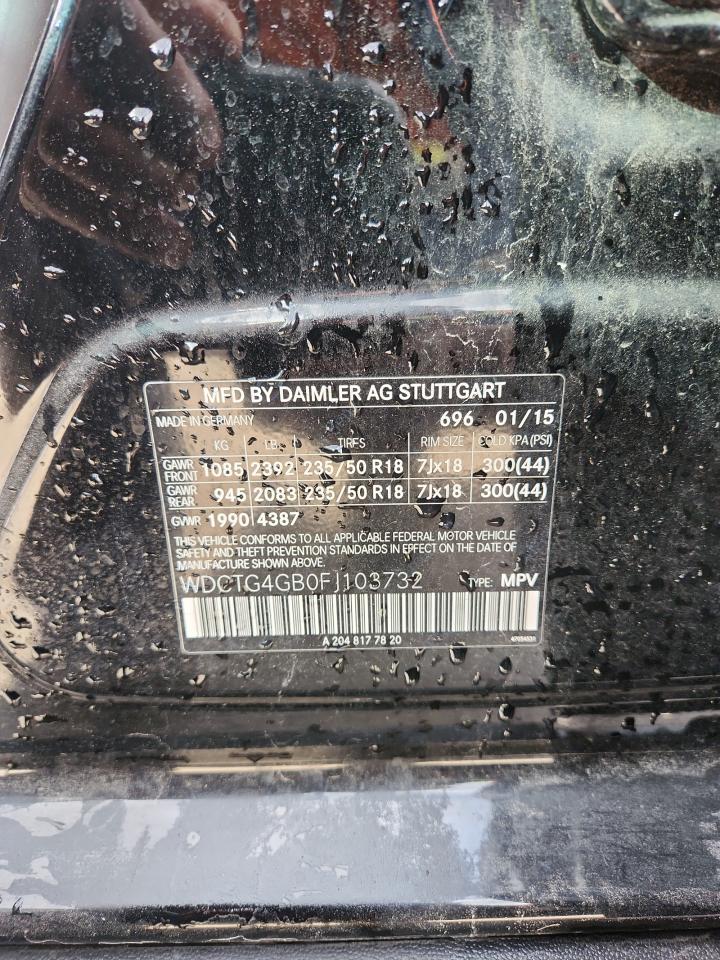 MFD BY DAIMLER AG STUTTGART
MADE IN GERMANY 696 01/15
KG LB TIRES RIM SIZE COLD KPA (PSI)
GAWR FRONT 1085 2392 235/50 R18 7Jx18 300(44)
GAWR REAR 945 2083 235/50 R18 7Jx18 300(44)
GVWR 1990 4387
THIS VEHICLE CONFORMS TO ALL APPLICABLE FEDERAL MOTOR VEHICLE
SAFETY AND THEFT PREVENTION STANDARDS IN EFFECT ON THE DATE OF
MANUFACTURE SHOWN ABOVE.
WDCTG4GB0FJ103732 TYPE: MPV
A 204 817 78 20